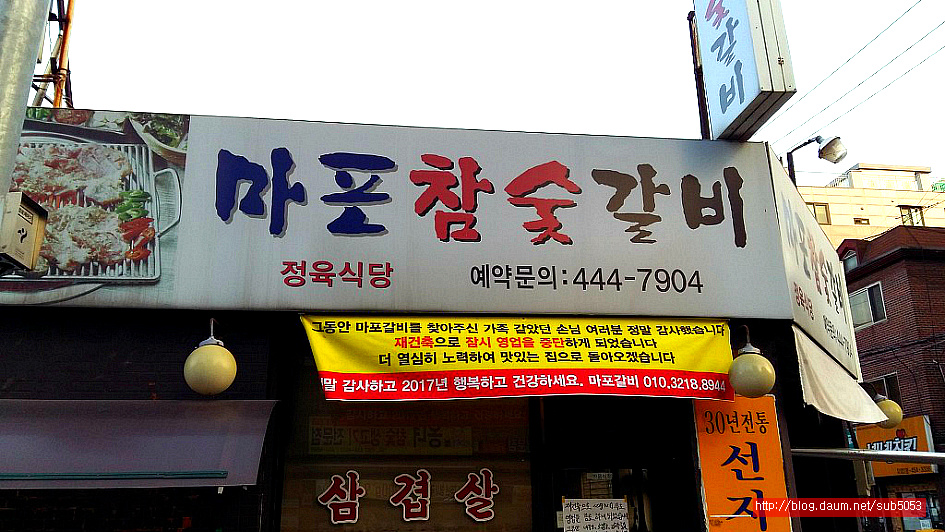 숯갈비
마포참숯갈비
정육식당
예약문의:444-7904
그동안 마포갈비를 찾아주신 가족 같았던 손님 여러분 정말 감사했습니다
재건축으로 잠시 영업을 중단하게 되었습니다
더 열심히 노력하여 맛있는 집으로 돌아오겠습니다
감사하고 2017년 행복하고 건강하세요. 마포갈비 010.3218.8944
30년전통
선지
삼겹살
http://blog.daum.net/sub5053